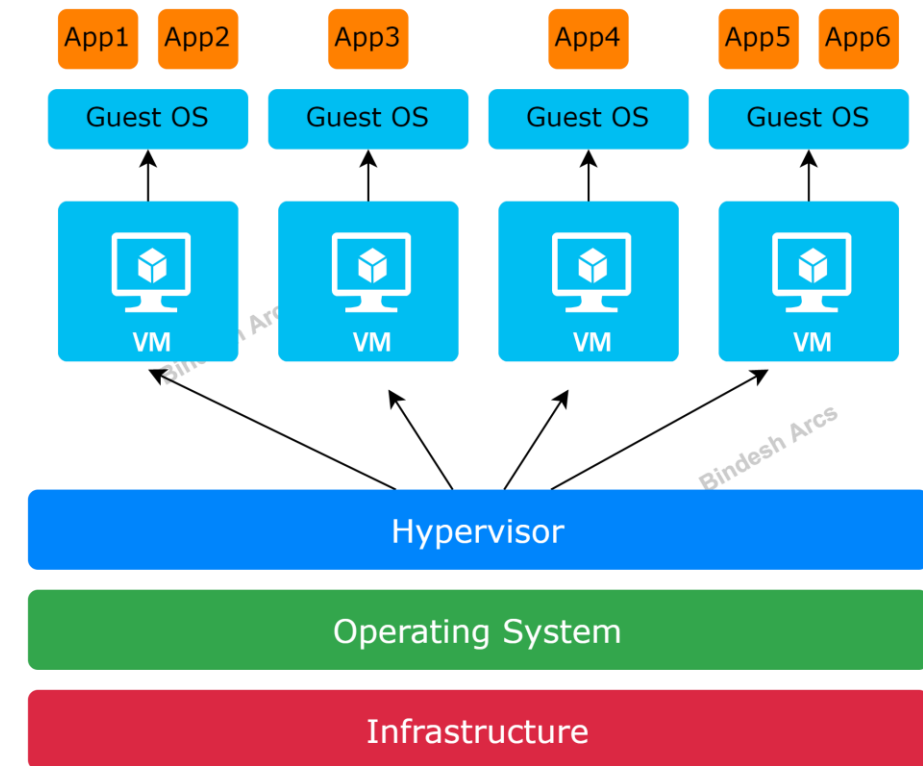 App1 App2 App3 App4 App5 App6
Guest OS Guest OS Guest OS Guest OS
VM VM VM VM
Bindesh Arcs
Hypervisor
Operating System
Infrastructure